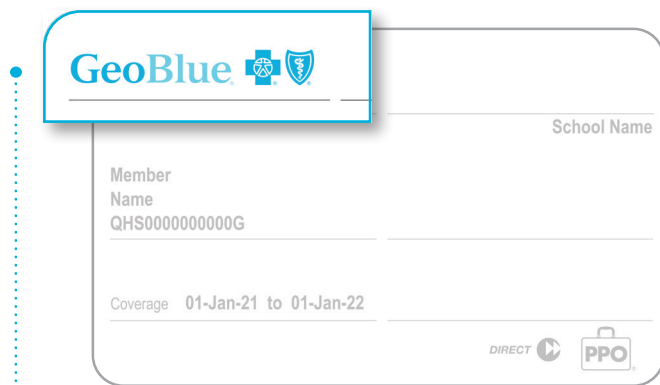 GeoBlue
School Name
Member
Name
QHS0000000000G
Coverage 01-Jan-21 to 01-Jan-22
DIRECT
PPO